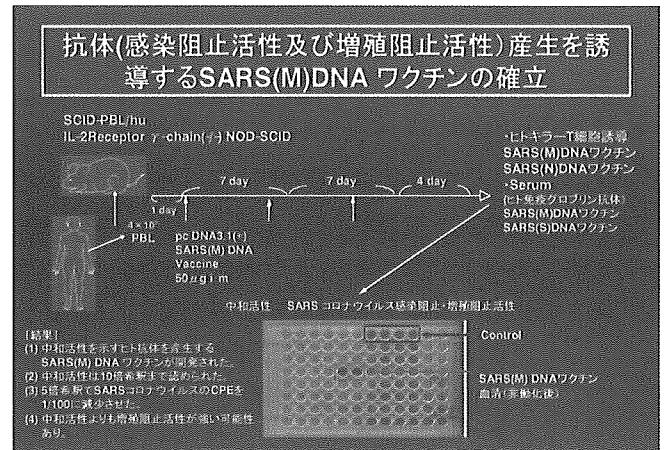 抗体(感染阻止活性及び増殖阻止活性)産生を誘
導するSARS(M)DNA ワクチンの確立
SCID-PBL/hu
IL-2Receptor γ-chain(-/-) NOD-SCID
7 day
7 day
4 day
1 day
4×10
PBL
pc DNA3.1(+)
SARS(M) DNA
Vaccine
50μg i m
・ヒトキラーT細胞誘導
SARS(M)DNAワクチン
SARS(N)DNAワクチン
・Serum
(ヒト免疫グロブリン抗体)
SARS(M)DNAワクチン
SARS(S)DNAワクチン
中和活性 SARS コロナウイルス感染阻止・増殖阻止活性
[結果]
(1) 中和活性を示すヒト抗体を産生する
SARS(M) DNA ワクチンが開発された。
(2) 中和活性は10倍希釈まで認められた。
(3) 5倍希釈でSARSコロナウイルスのCPEを
1/100に減少させた。
(4) 中和活性よりも増殖阻止活性が強い可能性
あり。
Control
SARS(M) DNAワクチン
血清(非働化後)